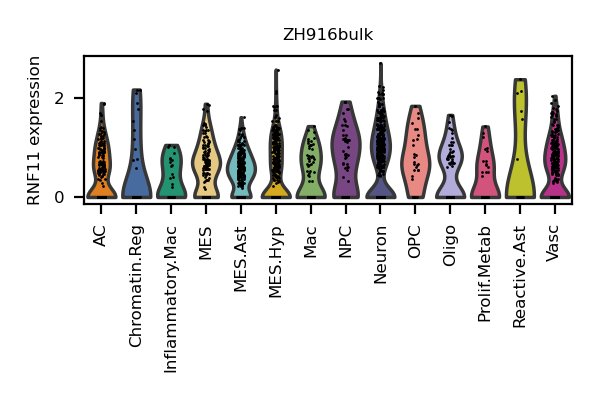 ZH916bulk
RNF11 expression
2
0
AC
Chromatin.Reg
Inflammatory.Mac
MES
MES.Ast
MES.Hyp
Mac
NPC
Neuron
OPC
Oligo
Prolif.Metab
Reactive.Ast
Vasc